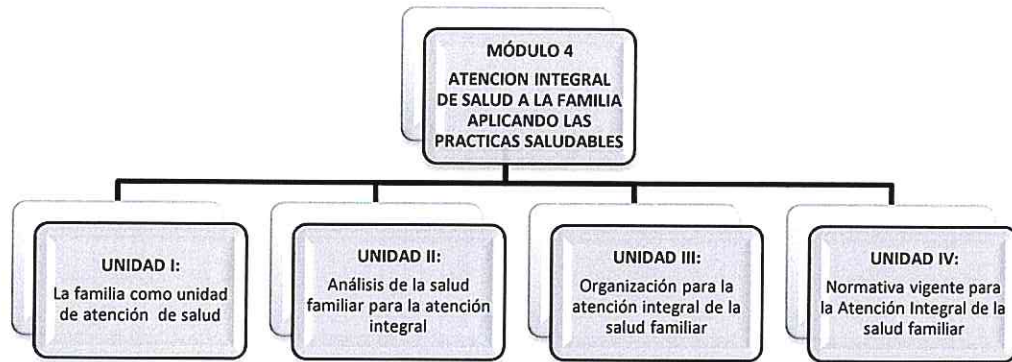 MÓDULO 4
ATENCION INTEGRAL
DE SALUD A LA FAMILIA
APLICANDO LAS
PRACTICAS SALUDABLES
UNIDAD I:
La familia como unidad
de atención de salud
UNIDAD II:
Análisis de la salud
familiar para la atención
integral
UNIDAD III:
Organización para la
atención integral de la
salud familiar
UNIDAD IV:
Normativa vigente para
la Atención Integral de la
salud familiar